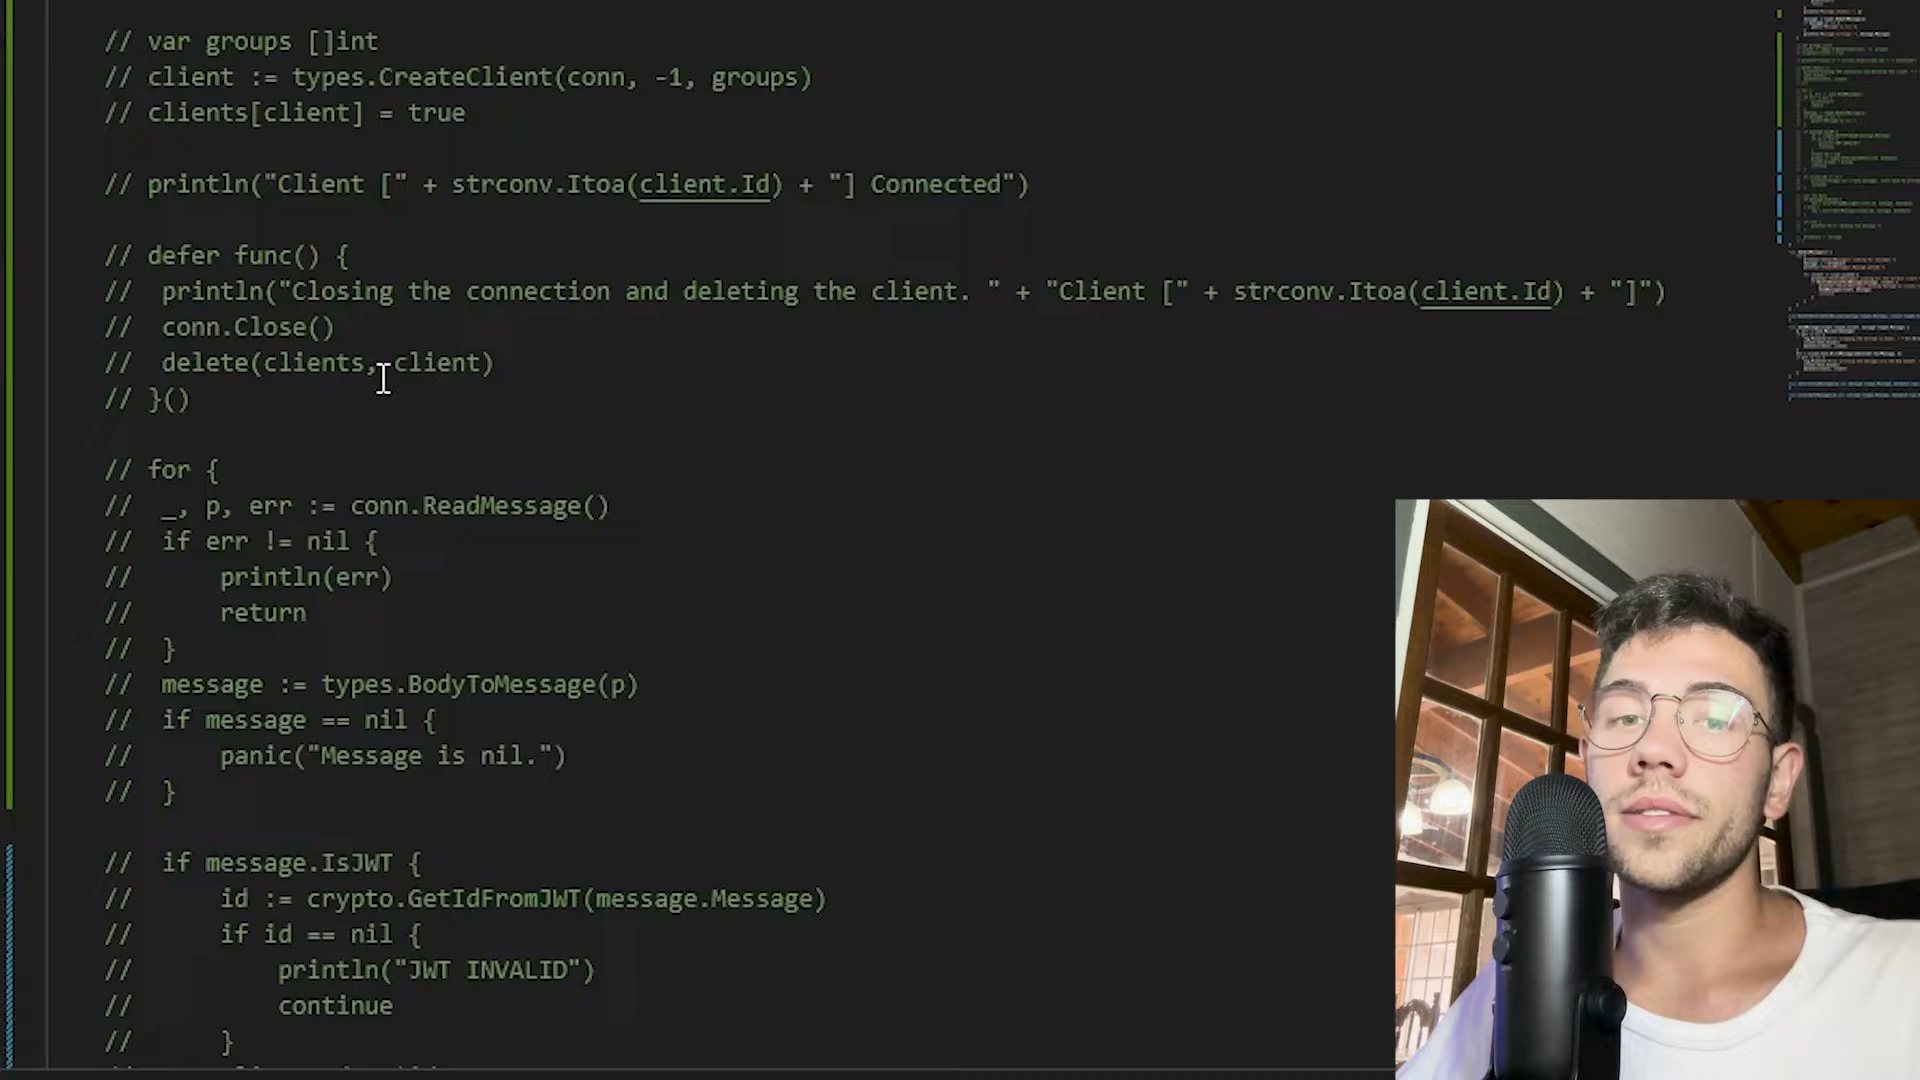 // var groups []int
// client := types.CreateClient(conn, -1, groups)
// clients[client] = true
// println("Client [" + strconv.Itoa(client.Id) + "] Connected")
// defer func() {
//  println("Closing the connection and deleting the client. " + "Client [" + strconv.Itoa(client.Id) + "]")
//  conn.Close()
//  delete(clients, client)
// }()
// for {
//  _, p, err := conn.ReadMessage()
//  if err != nil {
//      println(err)
//      return
//  }
//  message := types.BodyToMessage(p)
//  if message == nil {
//      panic("Message is nil.")
//  }
//  if message.IsJWT {
//      id := crypto.GetIdFromJWT(message.Message)
//      if id == nil {
//          println("JWT INVALID")
//          continue
//      }